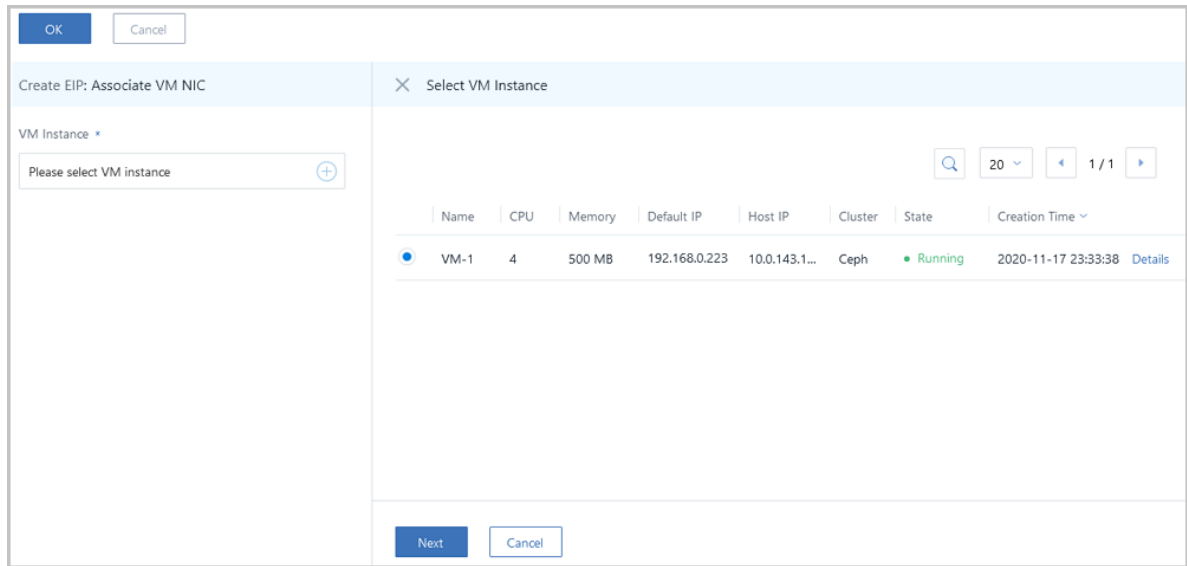 OK Cancel
Create EIP: Associate VM NIC
VM Instance *
Please select VM instance
Select VM Instance
20 1 / 1
Name CPU Memory Default IP Host IP Cluster State Creation Time
VM-1 4 500 MB 192.168.0.223 10.0.143.1... Ceph Running 2020-11-17 23:33:38 Details
Next Cancel